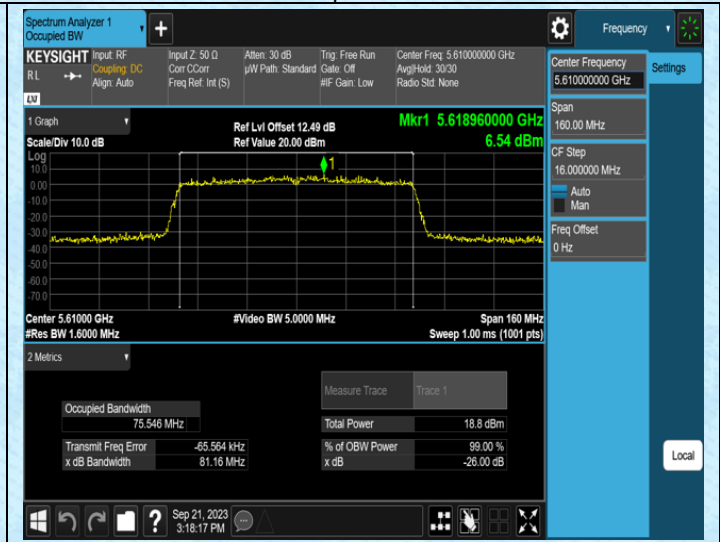 Spectrum Analyzer 1
Occupied BW
Frequency
KEYSIGHT
Input: RF
Coupling: DC
Align: Auto
RL
LXI
Input Z: 50 Ω
Corr CCorr
Freq Ref: Int (S)
Atten: 30 dB
µW Path: Standard
Trig: Free Run
Gate: Off
#IF Gain: Low
Center Freq: 5.610000000 GHz
Avg|Hold: 30/30
Radio Std: None
Center Frequency
5.610000000 GHz
Settings
Span
160.00 MHz
CF Step
16.000000 MHz
Auto
Man
Freq Offset
0 Hz
Local
1 Graph
Scale/Div 10.0 dB
Ref Lvl Offset 12.49 dB
Ref Value 20.00 dBm
Mkr1 5.618960000 GHz
6.54 dBm
Log
10.0
0.00
-10.0
-20.0
-30.0
-40.0
-50.0
-60.0
-70.0
1
Center 5.61000 GHz
#Res BW 1.6000 MHz
#Video BW 5.0000 MHz
Span 160 MHz
Sweep 1.00 ms (1001 pts)
2 Metrics
Measure Trace
Trace 1
Occupied Bandwidth
75.546 MHz
Total Power 18.8 dBm
Transmit Freq Error -65.564 kHz
% of OBW Power 99.00 %
x dB Bandwidth 81.16 MHz
x dB -26.00 dB
?
Sep 21, 2023
3:18:17 PM